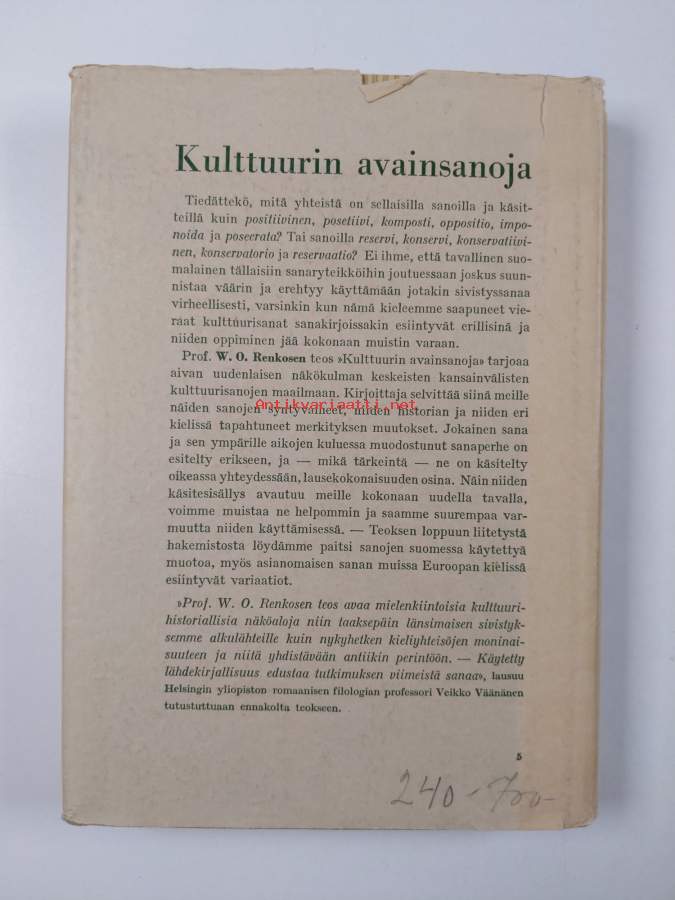 Kulttuurin avainsanoja
Tiedättekö, mitä yhteistä on sellaisilla sanoilla ja käsit-
teillä kuin positiivinen, posetiivi, komposti, oppositio, impo-
noida ja poseerata? Tai sanoilla reservi, konservi, konservatiivi-
nen, konservatorio ja reservaatio? Ei ihme, että tavallinen suo-
malainen tällaisiin sanaryteikköihin joutuessaan joskus suun-
nistaa väärin ja erehtyy käyttämään jotakin sivistyssanaa
virheellisesti, varsinkin kun nämä kieleemme saapuneet vie-
raat kulttuurisanat sanakirjoissakin esiintyvät erillisinä ja
niiden oppiminen jää kokonaan muistin varaan.
Prof. W. O. Renkosen teos »Kulttuurin avainsanoja» tarjoaa
aivan uudenlaisen näkökulman keskeisten kansainvälisten
kulttuurisanojen maailmaan. Kirjoittaja selvittää siinä meille
Antikvariaatti.net
näiden sanojen syntyvaiheet, niiden historian ja niiden eri
kielissä tapahtuneet merkityksen muutokset. Jokainen sana
ja sen ympärille aikojen kuluessa muodostunut sanaperhe on
esitelty erikseen, ja — mikä tärkeintä — ne on käsitelty
oikeassa yhteydessään, lausekokonaisuuden osina. Näin niiden
käsitesisällys avautuu meille kokonaan uudella tavalla,
voimme muistaa ne helpommin ja saamme suurempaa var-
muutta niiden käyttämisessä. — Teoksen loppuun liitetystä
hakemistosta löydämme paitsi sanojen suomessa käytettyä
muotoa, myös asianomaisen sanan muissa Euroopan kielissä
esiintyvät variaatiot.
»Prof. W. O. Renkosen teos avaa mielenkiintoisia kulttuuri-
historiallisia näköaloja niin taaksepäin länsimaisen sivistyk-
semme alkulähteille kuin nykyhetken kieliyhteisöjen moninai-
suuteen ja niitä yhdistävään antiikin perintöön. — Käytetty
lähdekirjallisuus edustaa tutkimuksen viimeistä sanaa», lausuu
Helsingin yliopiston romaanisen filologian professori Veikko Väänänen
tutustuttuaan ennakolta teokseen.
5
240 - 700-